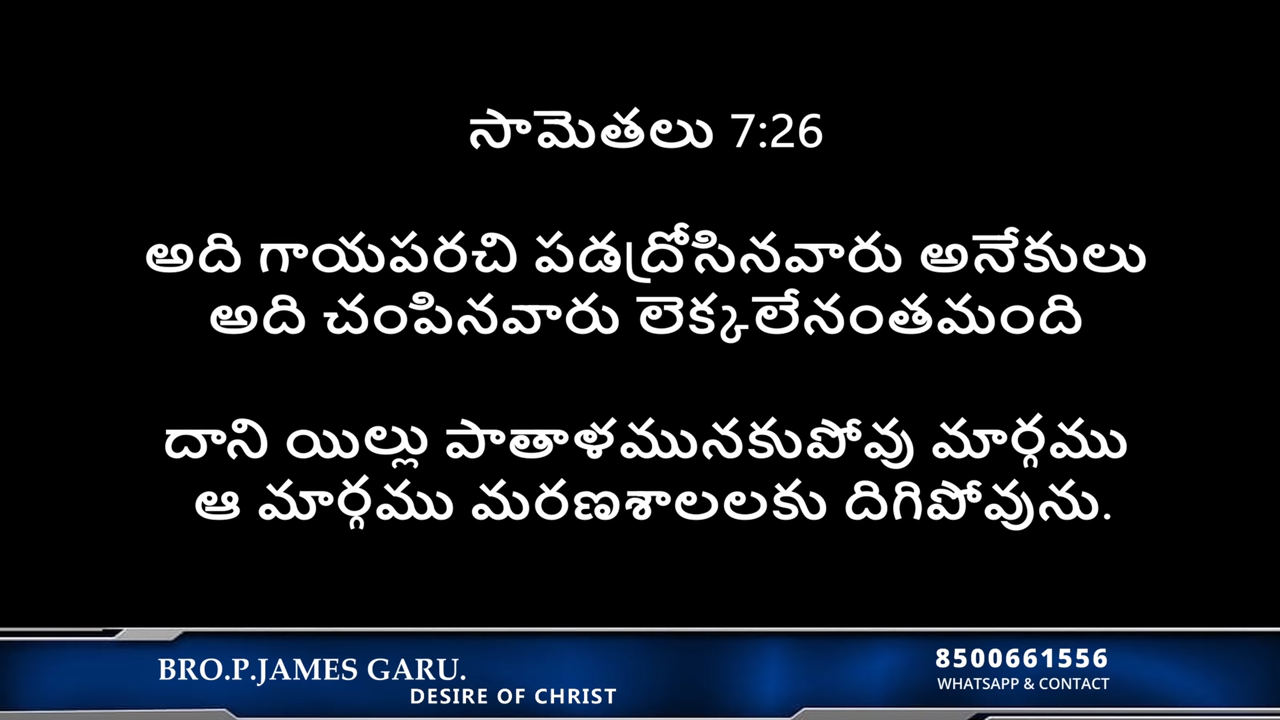 సామెతలు 7:26
అది గాయపరచి పడద్రోసినవారు అనేకులు
అది చంపినవారు లెక్కలేనంతమంది
దాని యిల్లు పాతాళమునకుపోవు మార్గము
ఆ మార్గము మరణశాలలకు దిగిపోవును.
BRO.P.JAMES GARU.
DESIRE OF CHRIST
8500661556
WHATSAPP & CONTACT